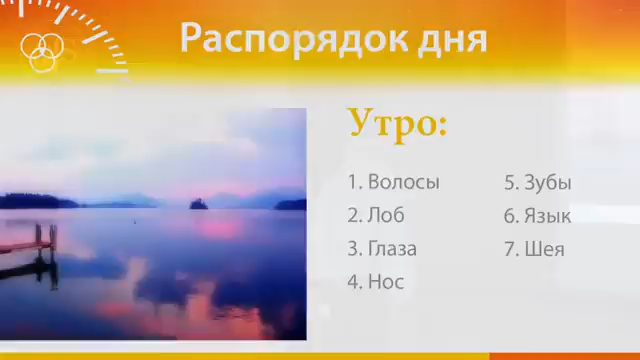 Распорядок дня
Утро:
1. Волосы
2. Лоб
3. Глаза
4. Нос
5. Зубы
6. Язык
7. Шея